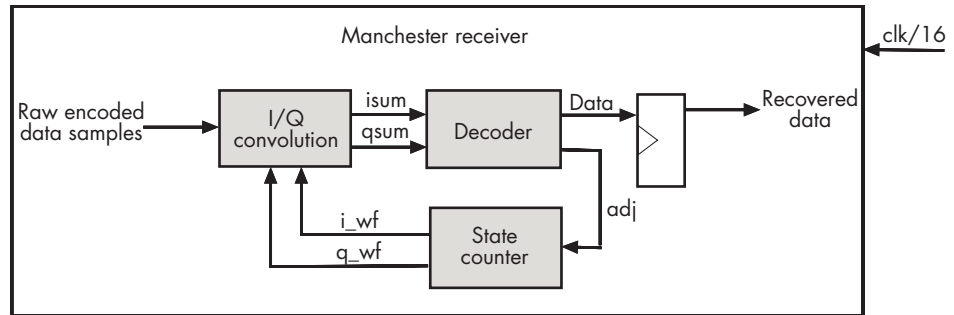 Manchester receiver
clk/16
Raw encoded
data samples
I/Q
convolution
isum
qsum
Decoder
Data
Recovered
data
adj
i_wf
q_wf
State
counter